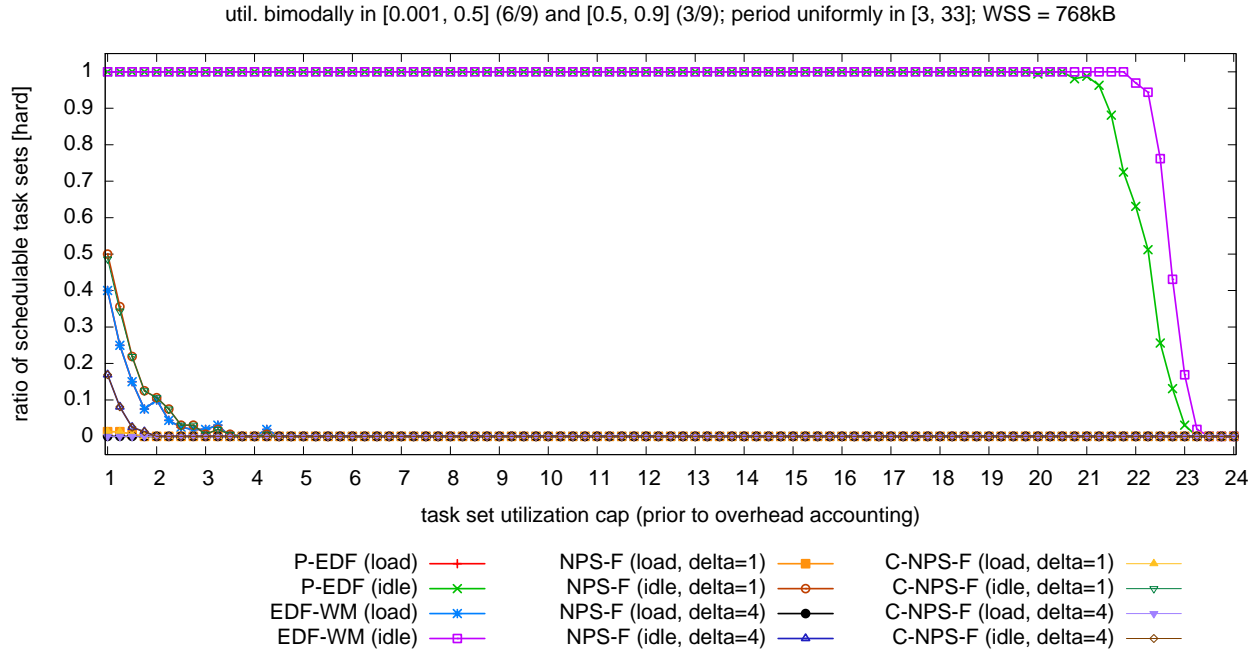 util. bimodally in [0.001, 0.5] (6/9) and [0.5, 0.9] (3/9); period uniformly in [3, 33]; WSS = 768kB
ratio of schedulable task sets [hard]
1
0.9
0.8
0.7
0.6
0.5
0.4
0.3
0.2
0.1
0
1 2 3 4 5 6 7 8 9 10 11 12 13 14 15 16 17 18 19 20 21 22 23 24
task set utilization cap (prior to overhead accounting)
P-EDF (load) NPS-F (load, delta=1) C-NPS-F (load, delta=1)
P-EDF (idle) NPS-F (idle, delta=1) C-NPS-F (idle, delta=1)
EDF-WM (load) NPS-F (load, delta=4) C-NPS-F (load, delta=4)
EDF-WM (idle) NPS-F (idle, delta=4) C-NPS-F (idle, delta=4)